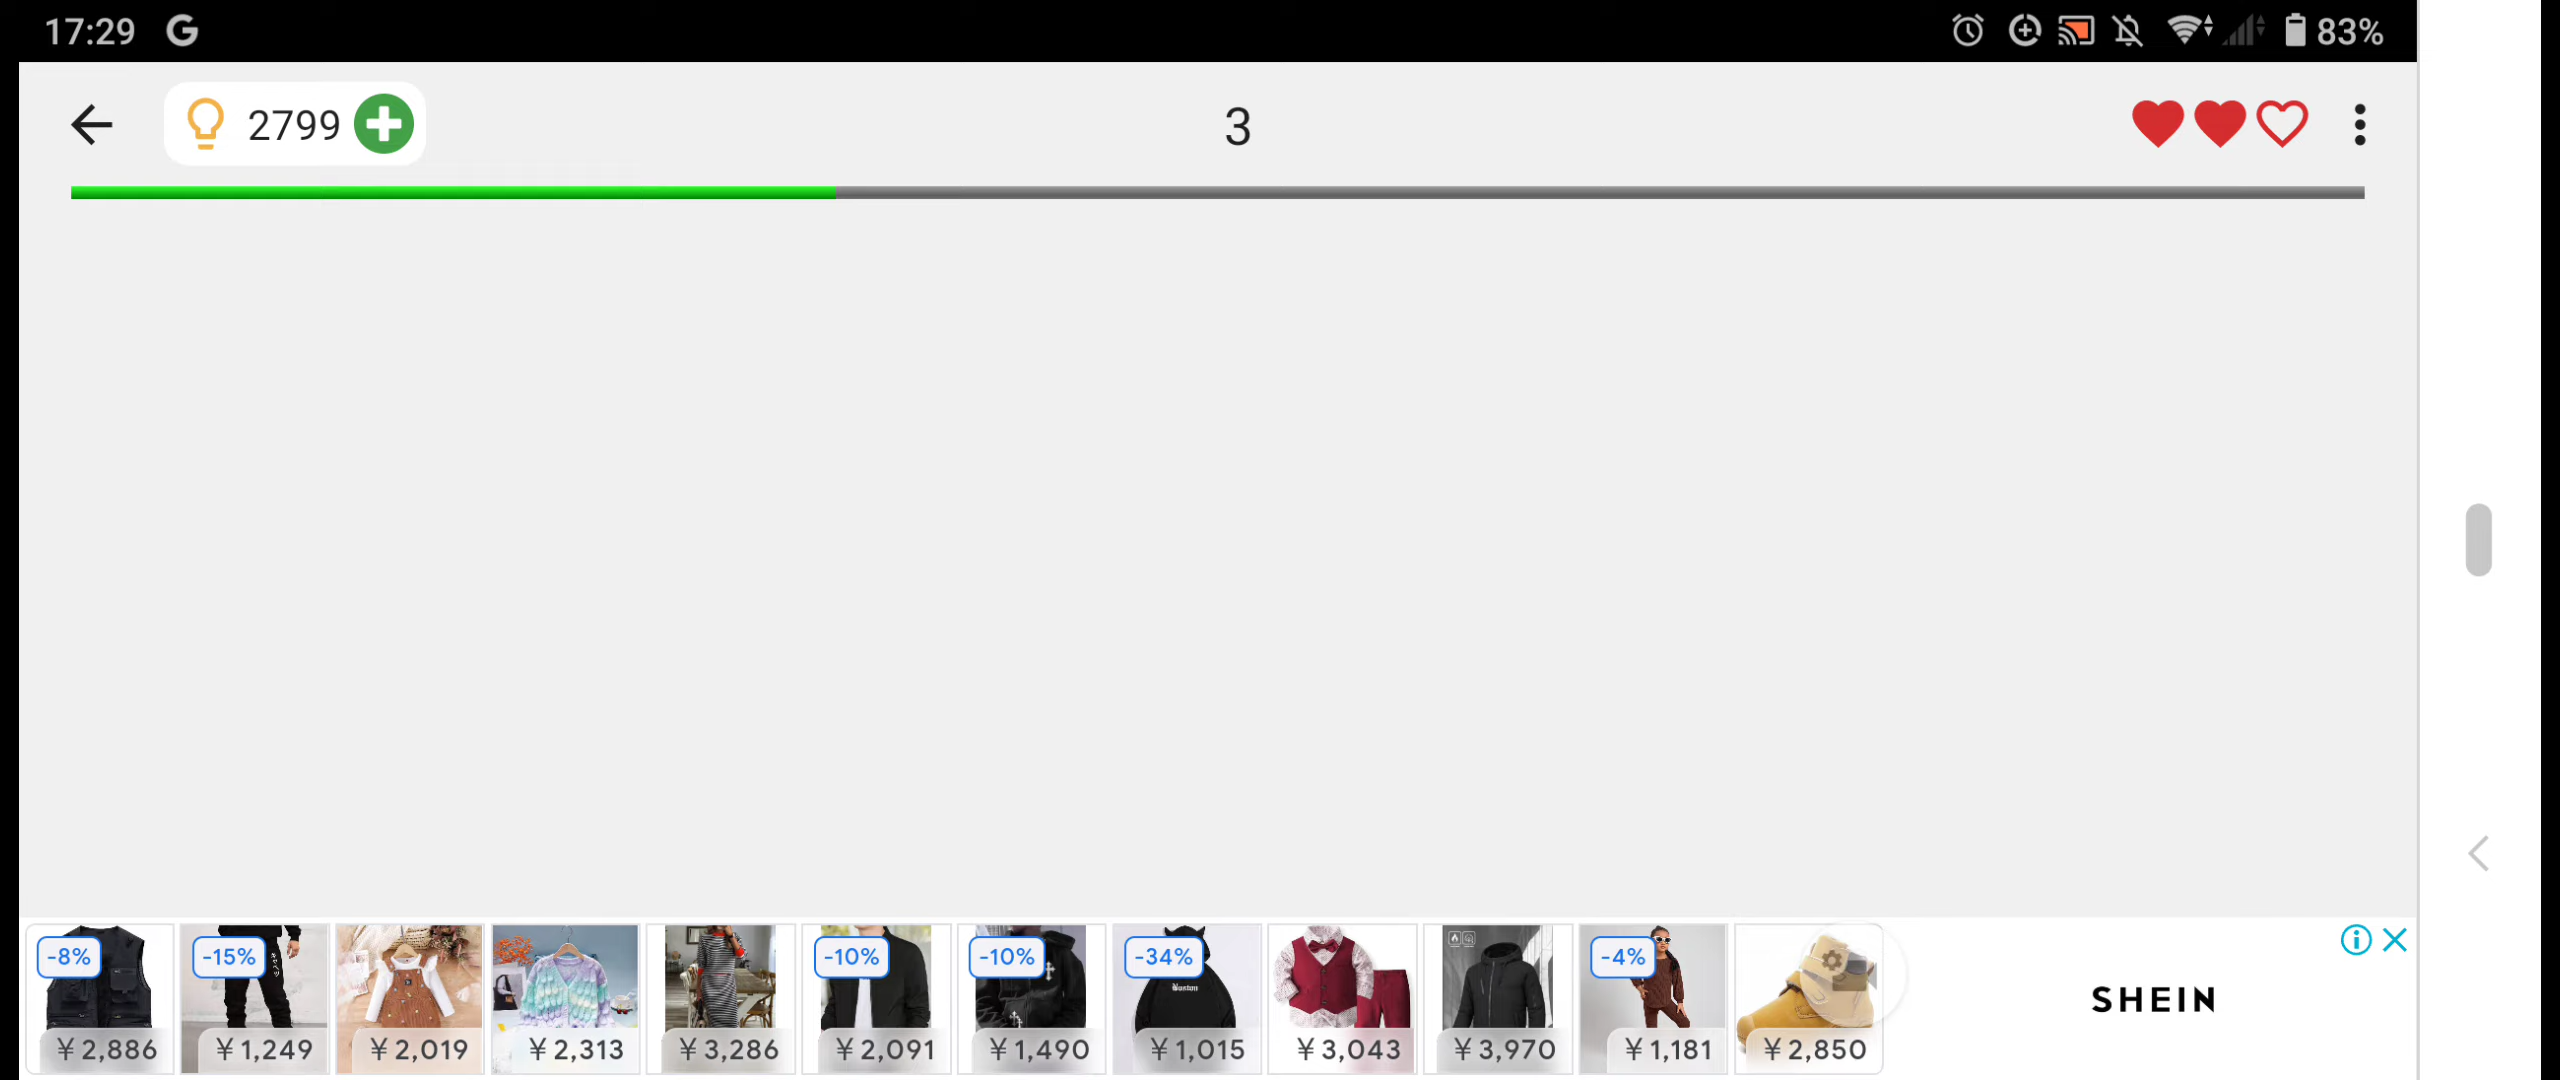 17:29 G 83%
2799 3
-8% -15% -10% -10% -34% -4%
¥2,886 ¥1,249 ¥2,019 ¥2,313 ¥3,286 ¥2,091 ¥1,490 ¥1,015 ¥3,043 ¥3,970 ¥1,181 ¥2,850
SHEIN